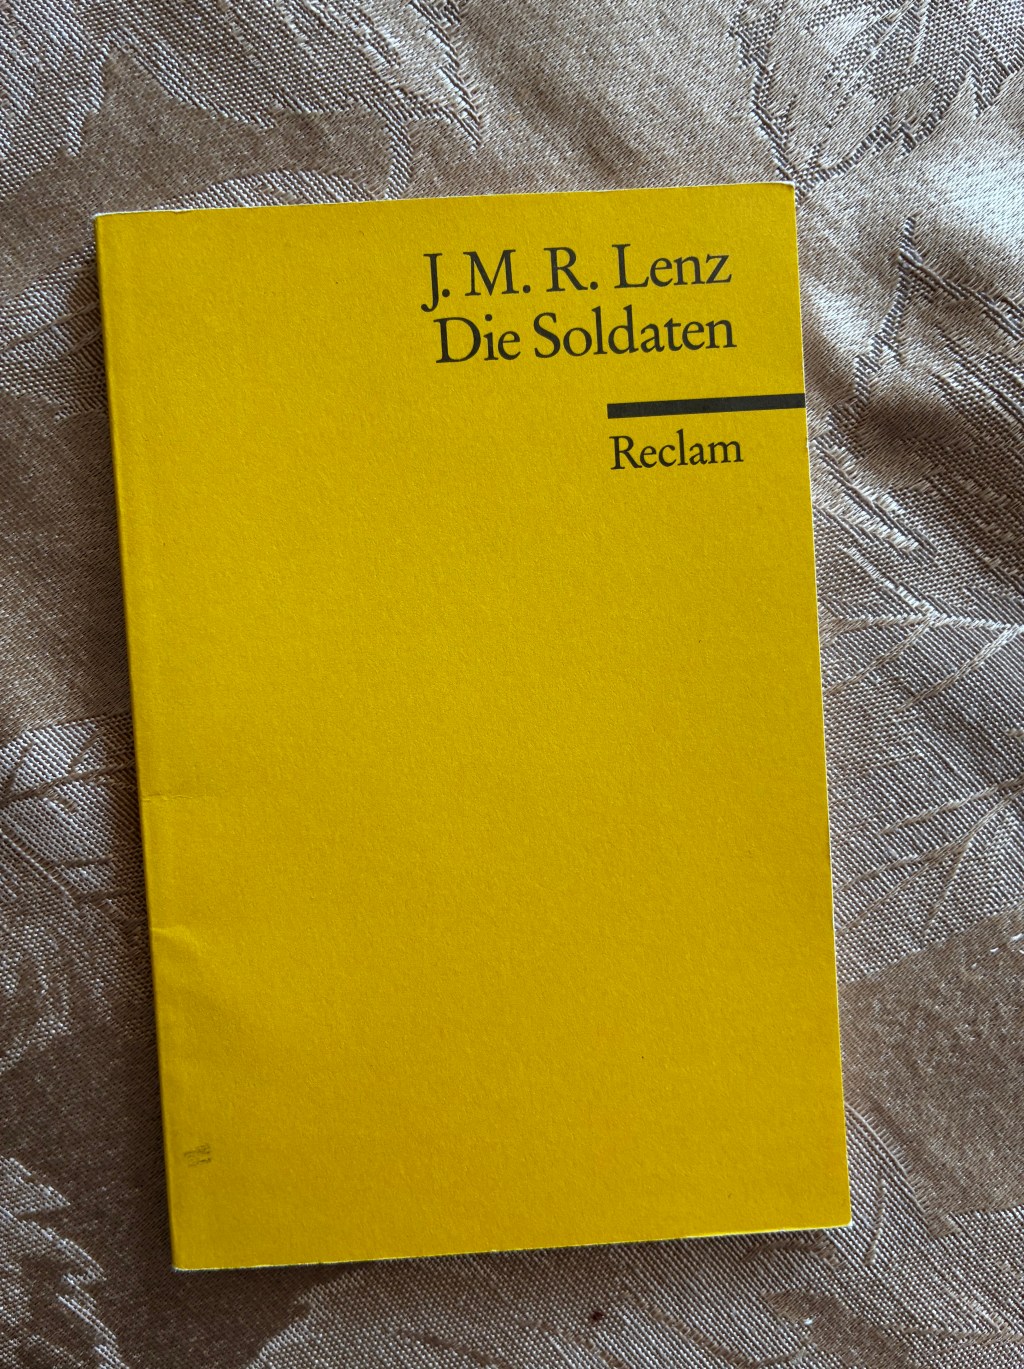 J. M. R. Lenz
Die Soldaten
Reclam